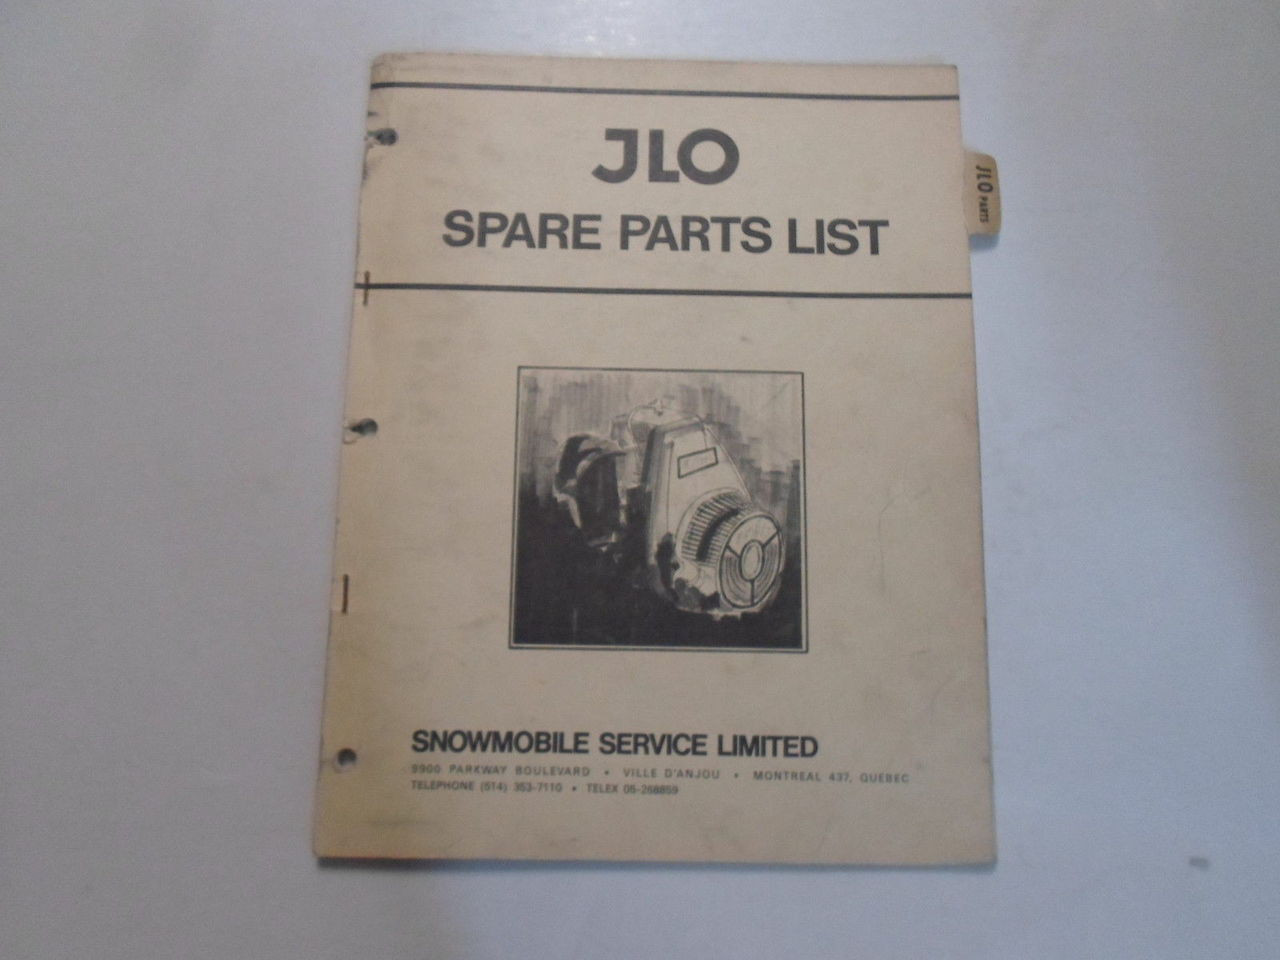 JLO
SPARE PARTS LIST
JLO PARTS
SNOWMOBILE SERVICE LIMITED
9900 PARKWAY BOULEVARD • VILLE D'ANJOU • MONTREAL 437, QUEBEC
TELEPHONE (514) 353-7110 • TELEX 05-268859